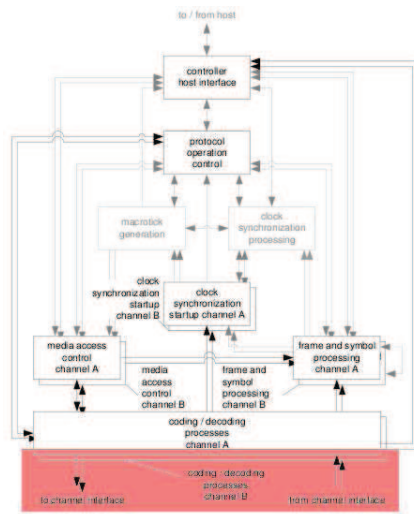 to / from host
controller
host interface
protocol
operation
control
macrotick
generation
clock
synchronization
processing
clock
synchronization
startup
channel B
clock
synchronization
startup channel A
media access
control
channel A
media
access
control
channel B
frame and
symbol
processing
channel B
frame and symbol
processing
channel A
coding / decoding
processes
channel A
coding / decoding
processes
channel B
to channel interface
from channel interface